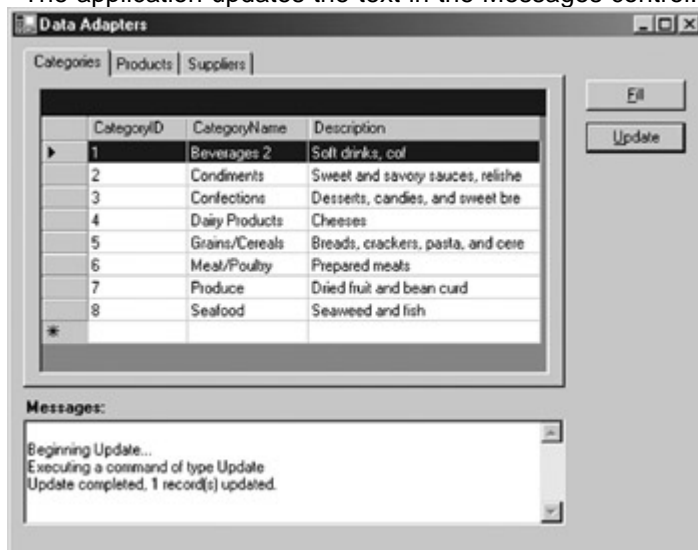 The application updates the text in the Messages control.
Data Adapters
Categories Products Suppliers
Fill
Update
CategoryID CategoryName Description
1 Beverages 2 Soft drinks, cof
2 Condiments Sweet and savory sauces, relishe
3 Confections Desserts, candies, and sweet bre
4 Dairy Products Cheeses
5 Grains/Cereals Breads, crackers, pasta, and cere
6 Meat/Poultry Prepared meats
7 Produce Dried fruit and bean curd
8 Seafood Seaweed and fish
*
Messages:
Beginning Update...
Executing a command of type Update
Update completed, 1 record(s) updated.